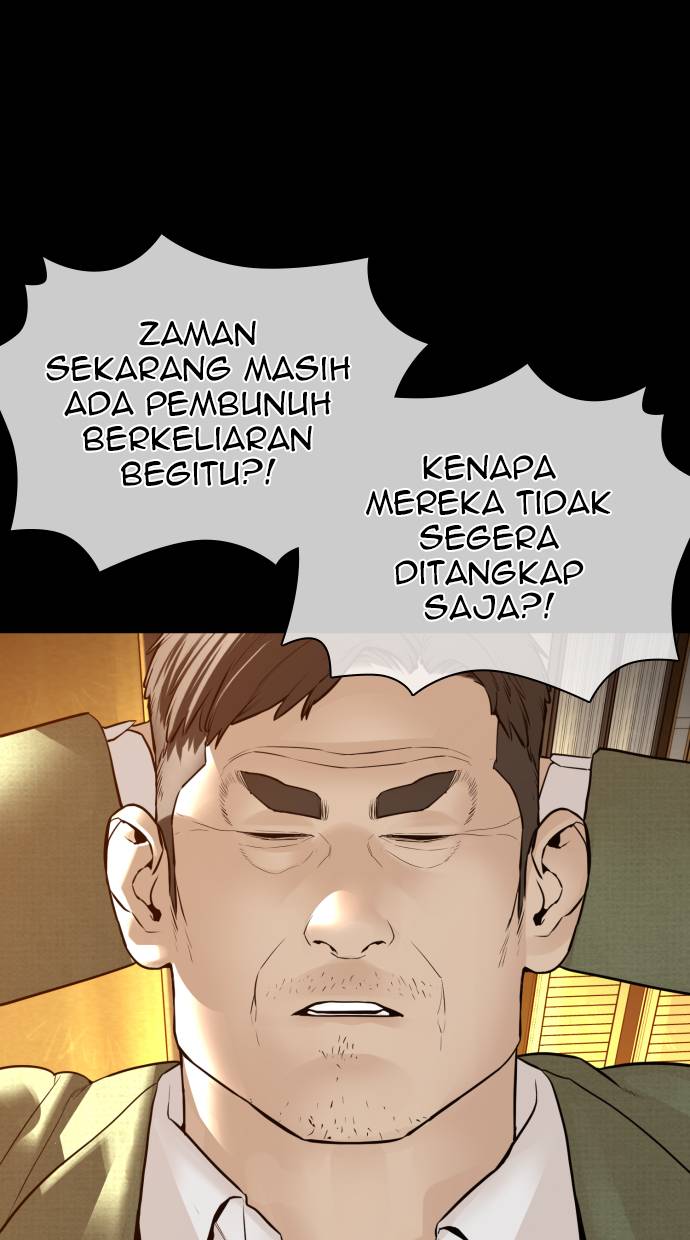 ZAMAN
SEKARANG MASIH
ADA PEMBUNUH
BERKELIARAN
BEGITU?!
KENAPA
MEREKA TIDAK
SEGERA
DITANGKAP
SAJA?!